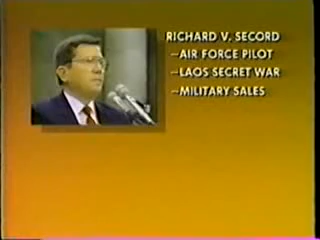 RICHARD V. SECORD
–AIR FORCE PILOT
–LAOS SECRET WAR
–MILITARY SALES